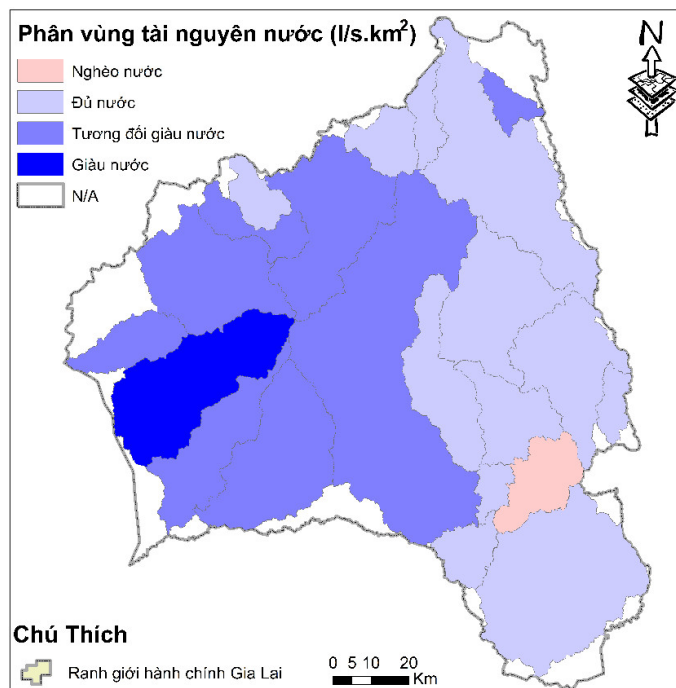 Phân vùng tài nguyên nước (l/s.km²)
Nghèo nước
Đủ nước
Tương đối giàu nước
Giàu nước
N/A
N
Chú Thích
Ranh giới hành chính Gia Lai
0 5 10 20
Km